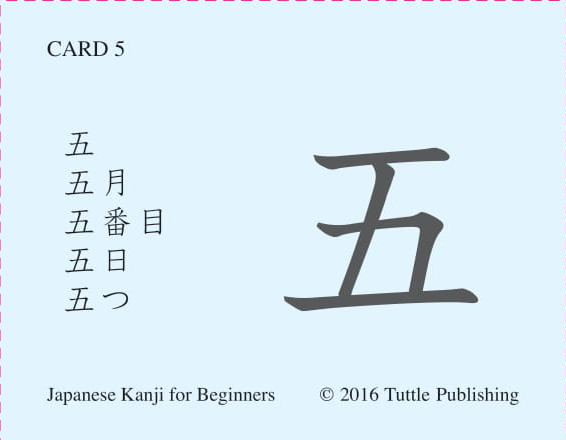 CARD 5
五
五月
五番目
五日
五つ
五
Japanese Kanji for Beginners © 2016 Tuttle Publishing